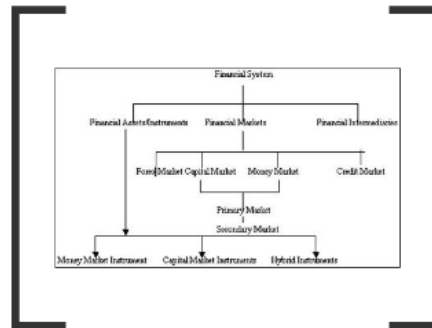 Financial System
Financial Assets/Instruments Financial Markets Financial Intermediaries
Forex Market Capital Market Money Market Credit Market
Primary Market
Secondary Market
Money Market Instrument Capital Market Instruments Hybrid Instruments